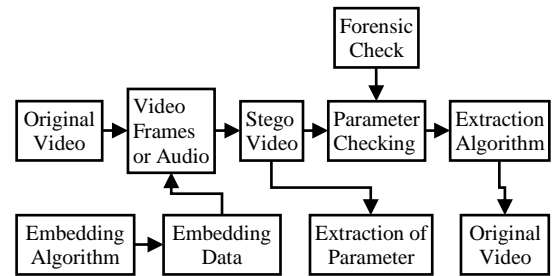 Forensic
Check
Original
Video
Video
Frames
or Audio
Stego
Video
Parameter
Checking
Extraction
Algorithm
Embedding
Algorithm
Embedding
Data
Extraction of
Parameter
Original
Video